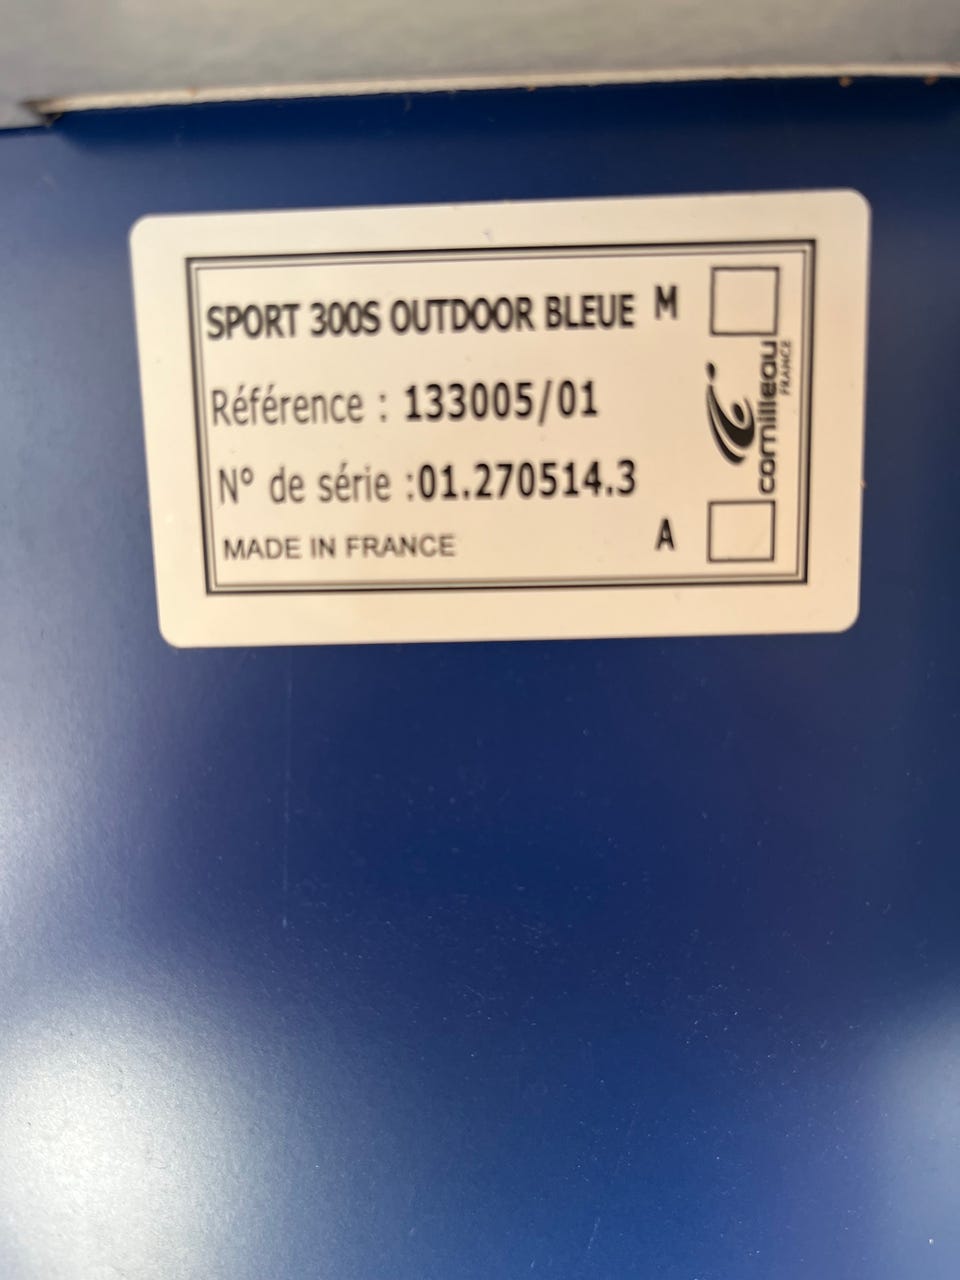 SPORT 300S OUTDOOR BLEUE M
Référence : 133005/01
N° de série :01.270514.3
MADE IN FRANCE
A
cornilleau
FRANCE